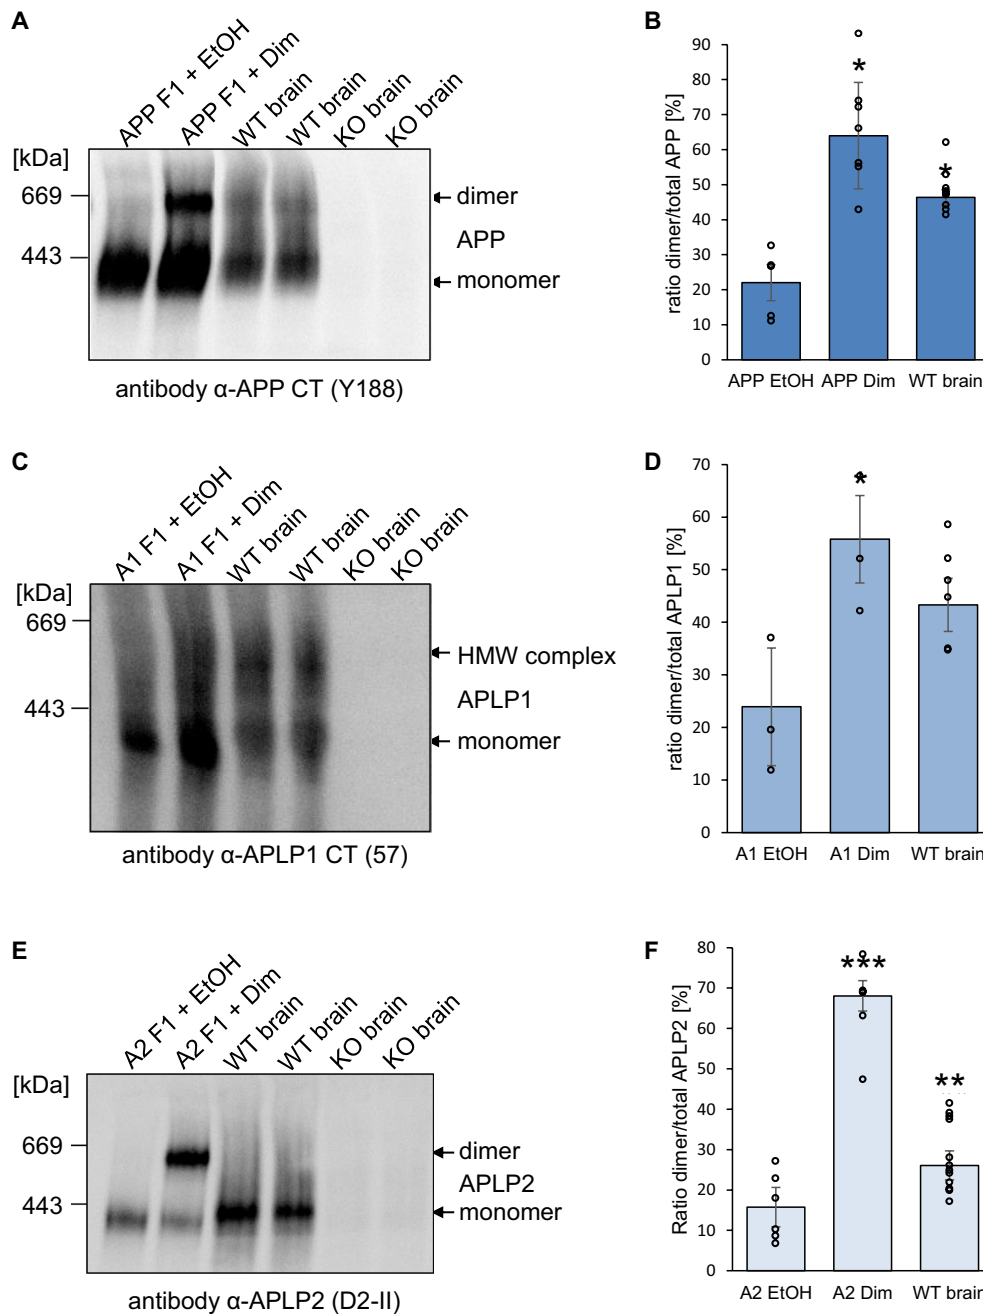 A
APP F1 + EtOH
APP F1 + Dim
WT brain
WT brain
KO brain
KO brain
[kDa]
669
443
dimer
APP
monomer
antibody α-APP CT (Y188)
B
ratio dimer/total APP [%]
90
80
70
60
50
40
30
20
10
0
*
*
APP EtOH APP Dim WT brain
C
A1 F1 + EtOH
A1 F1 + Dim
WT brain
WT brain
KO brain
KO brain
[kDa]
669
443
HMW complex
APLP1
monomer
antibody α-APLP1 CT (57)
D
ratio dimer/total APLP1 [%]
70
60
50
40
30
20
10
0
*
A1 EtOH A1 Dim WT brain
E
A2 F1 + EtOH
A2 F1 + Dim
WT brain
WT brain
KO brain
KO brain
[kDa]
669
443
dimer
APLP2
monomer
antibody α-APLP2 (D2-II)
F
Ratio dimer/total APLP2 [%]
80
70
60
50
40
30
20
10
0
***
**
A2 EtOH A2 Dim WT brain